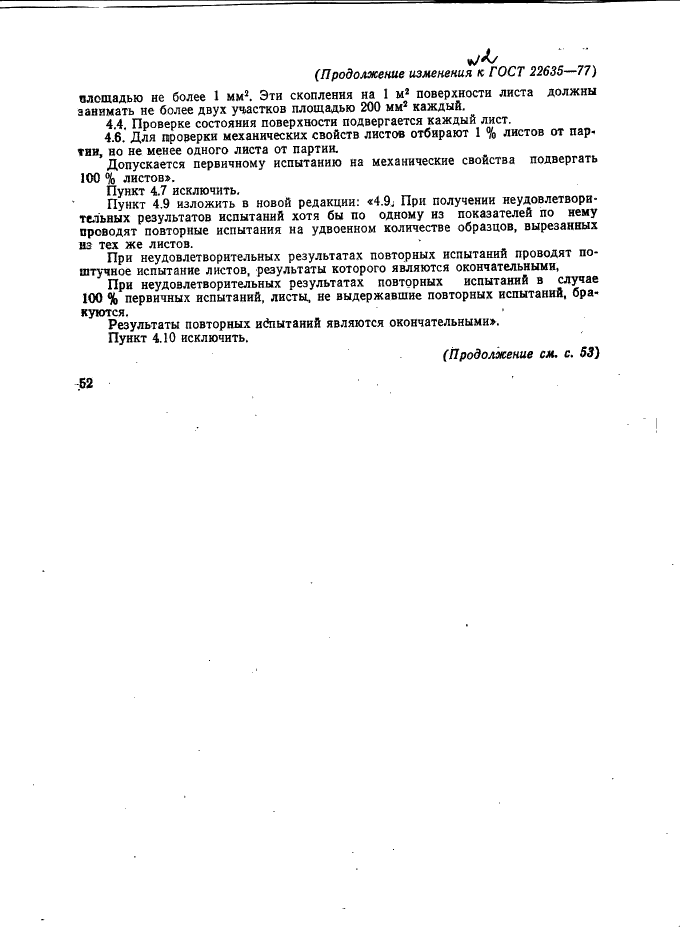 №2
(Продолжение изменения к ГОСТ 22635—77)
площадью не более 1 мм². Эти скопления на 1 м² поверхности листа должны
занимать не более двух участков площадью 200 мм² каждый.
4.4. Проверке состояния поверхности подвергается каждый лист.
4.6. Для проверки механических свойств листов отбирают 1 % листов от пар-
тии, но не менее одного листа от партии.
Допускается первичному испытанию на механические свойства подвергать
100 % листов».
Пункт 4.7 исключить.
Пункт 4.9 изложить в новой редакции: «4.9. При получении неудовлетвори-
тельных результатов испытаний хотя бы по одному из показателей по нему
проводят повторные испытания на удвоенном количестве образцов, вырезанных
из тех же листов.
При неудовлетворительных результатах повторных испытаний проводят по-
штучное испытание листов, результаты которого являются окончательными.
При неудовлетворительных результатах повторных испытаний в случае
100 % первичных испытаний, листы, не выдержавшие повторных испытаний, бра-
куются.
Результаты повторных испытаний являются окончательными».
Пункт 4.10 исключить.
(Продолжение см. с. 53)
52